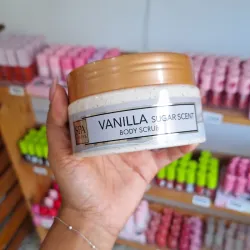 VANILLA SUGAR SCENT
BODY SCRUB